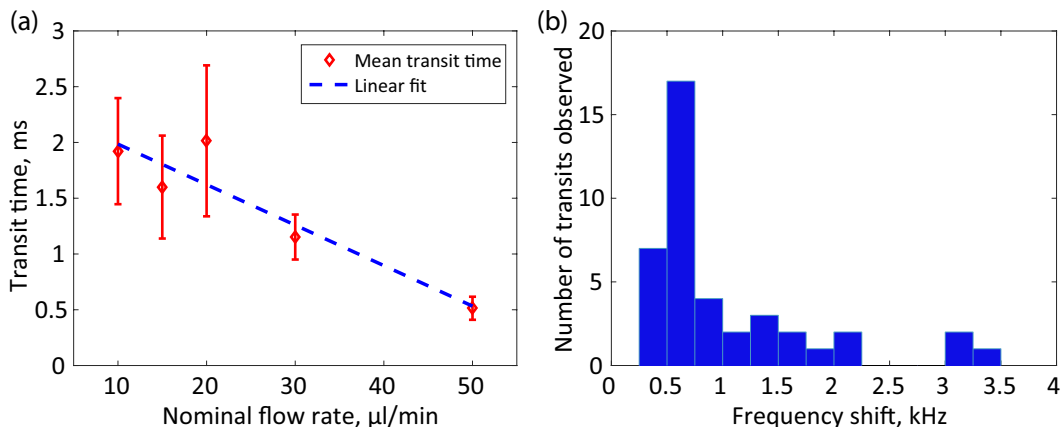 (a)
3
2.5
2
1.5
1
0.5
0
Transit time, ms
Mean transit time
Linear fit
10 20 30 40 50
Nominal flow rate, µl/min
(b)
20
15
10
5
0
Number of transits observed
0 0.5 1 1.5 2 2.5 3 3.5 4
Frequency shift, kHz